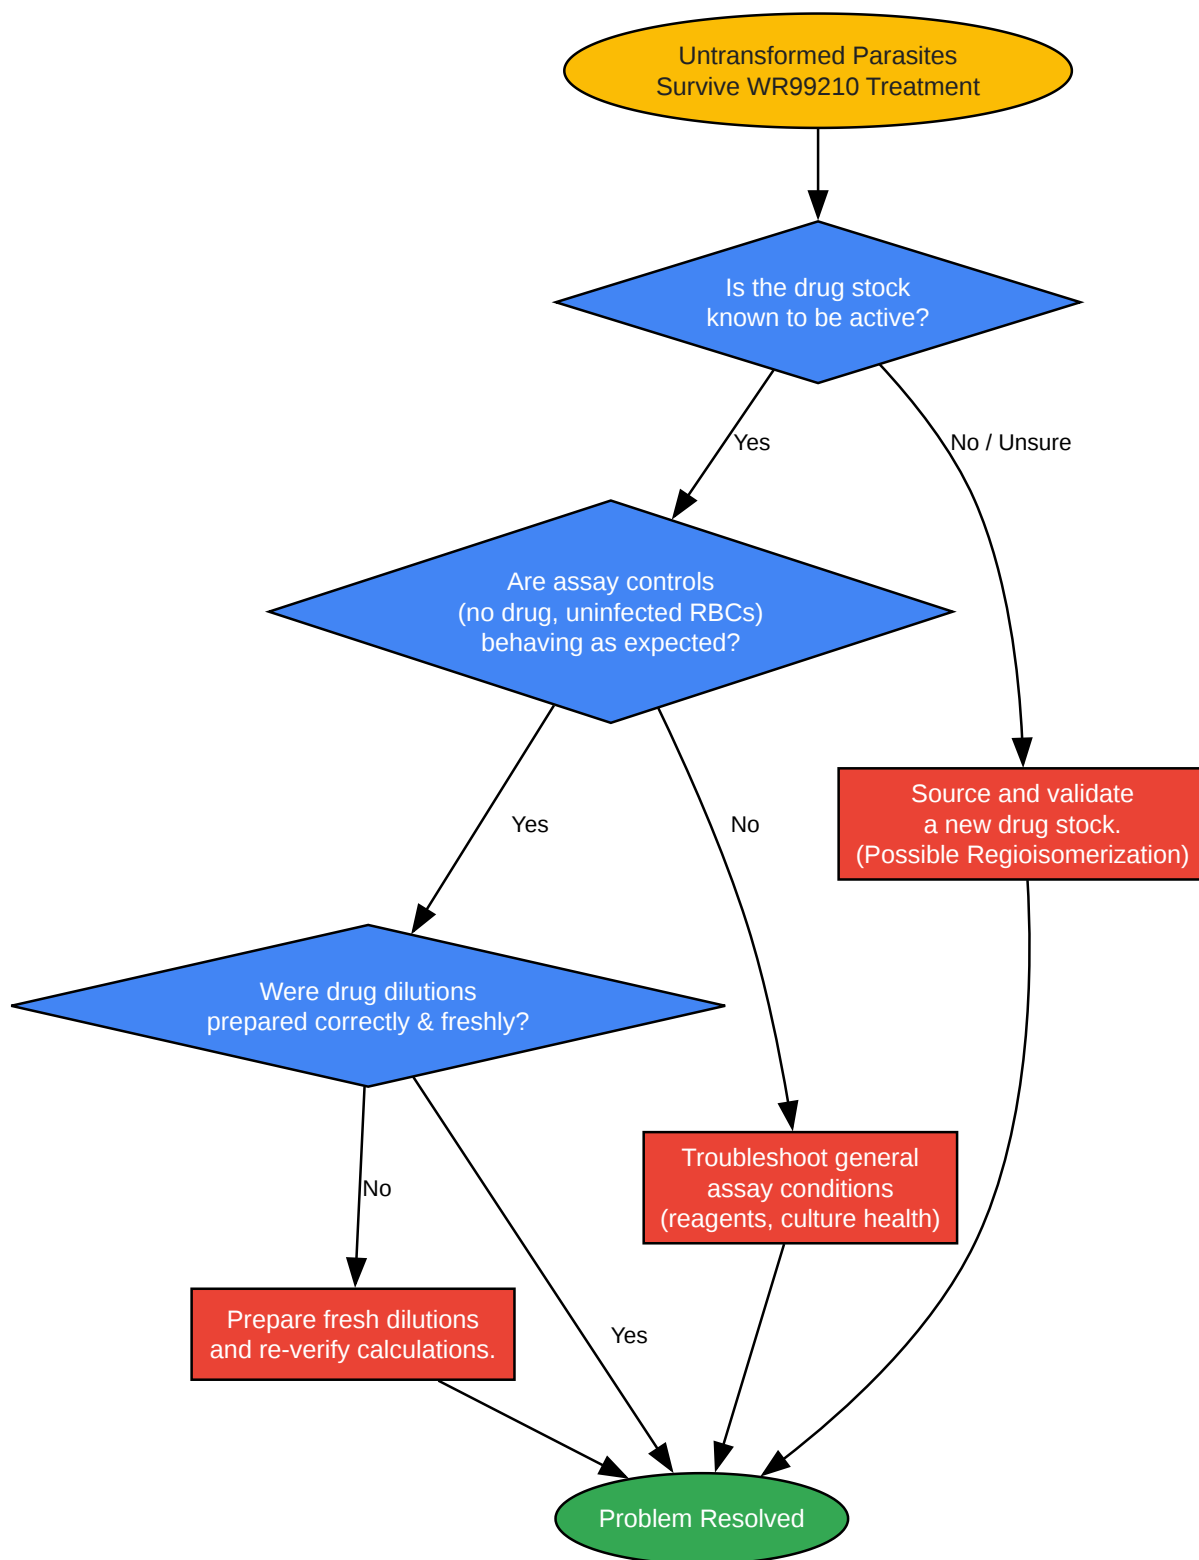 Untransformed Parasites
Survive WR99210 Treatment
Is the drug stock
known to be active?
Yes
No / Unsure
Are assay controls
(no drug, uninfected RBCs)
behaving as expected?
Yes
No
Source and validate
a new drug stock.
(Possible Regioisomerization)
Were drug dilutions
prepared correctly & freshly?
No
Yes
Troubleshoot general
assay conditions
(reagents, culture health)
Prepare fresh dilutions
and re-verify calculations.
Problem Resolved